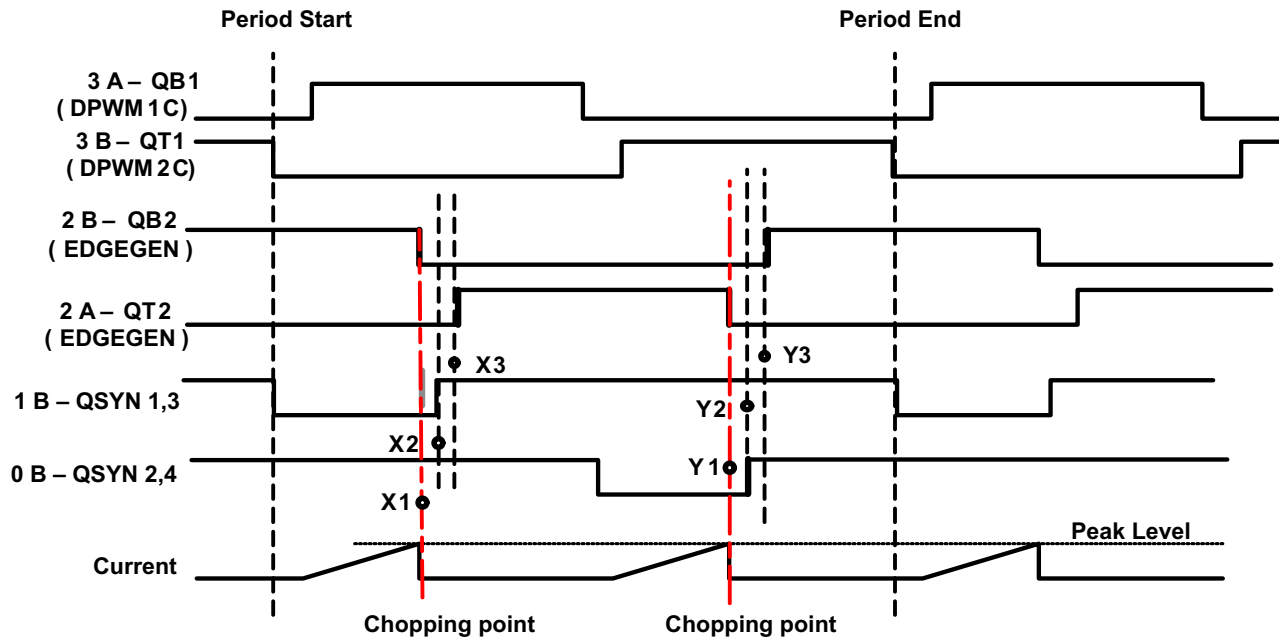 Period Start
Period End
3 A – QB1
( DPWM 1C)
3 B – QT1
( DPWM 2C)
2 B – QB2
( EDGEGEN )
2 A – QT2
( EDGEGEN )
X3
Y3
1 B – QSYN 1,3
Y2
X2
0 B – QSYN 2,4
Y1
X1
Peak Level
Current
Chopping point
Chopping point